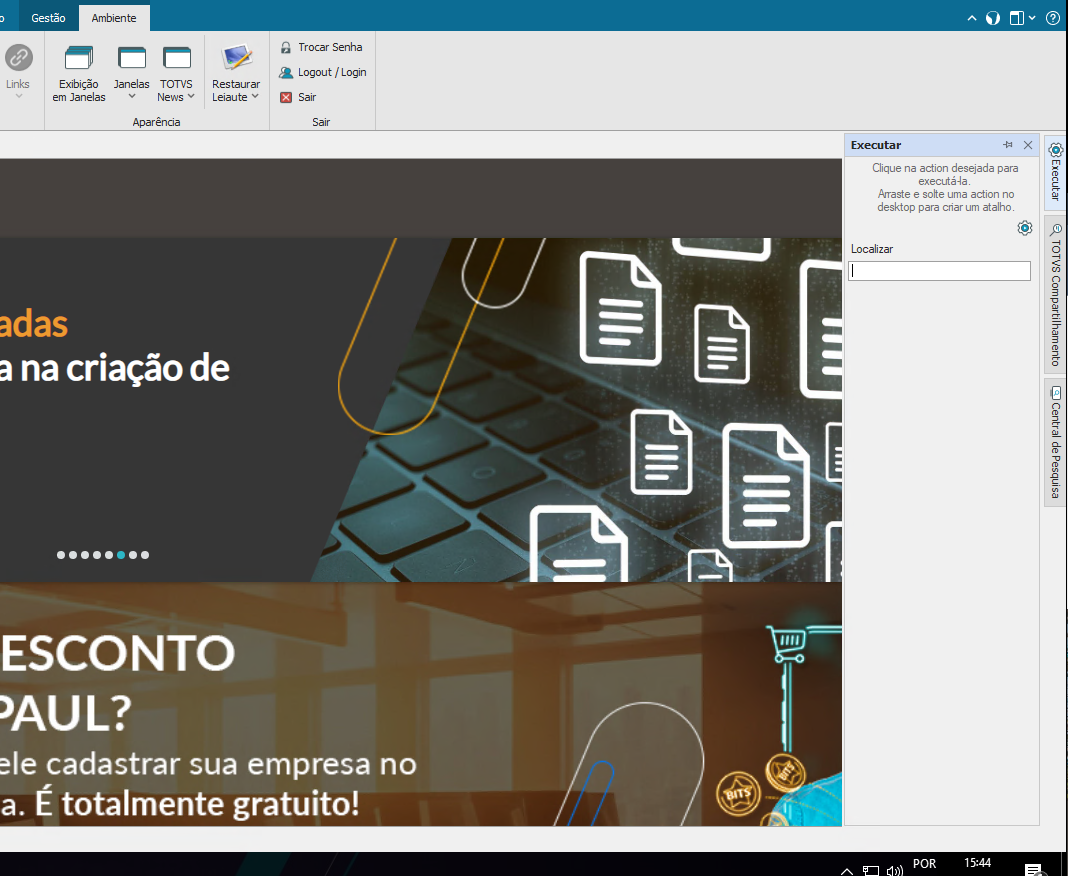 o Gestão Ambiente
Links
Exibição
em Janelas
Janelas
TOTVS
News
Restaurar
Leiaute
Aparência
Trocar Senha
Logout / Login
Sair
Sair
Executar
Clique na action desejada para
executá-la.
Arraste e solte uma action no
desktop para criar um atalho.
Localizar
Executar
TOTVS Compartilhamento
Central de Pesquisa
adas
a na criação de
ESCONTO
PAUL?
ele cadastrar sua empresa no
a. É totalmente gratuito!
BITS
BITS
POR
15:44